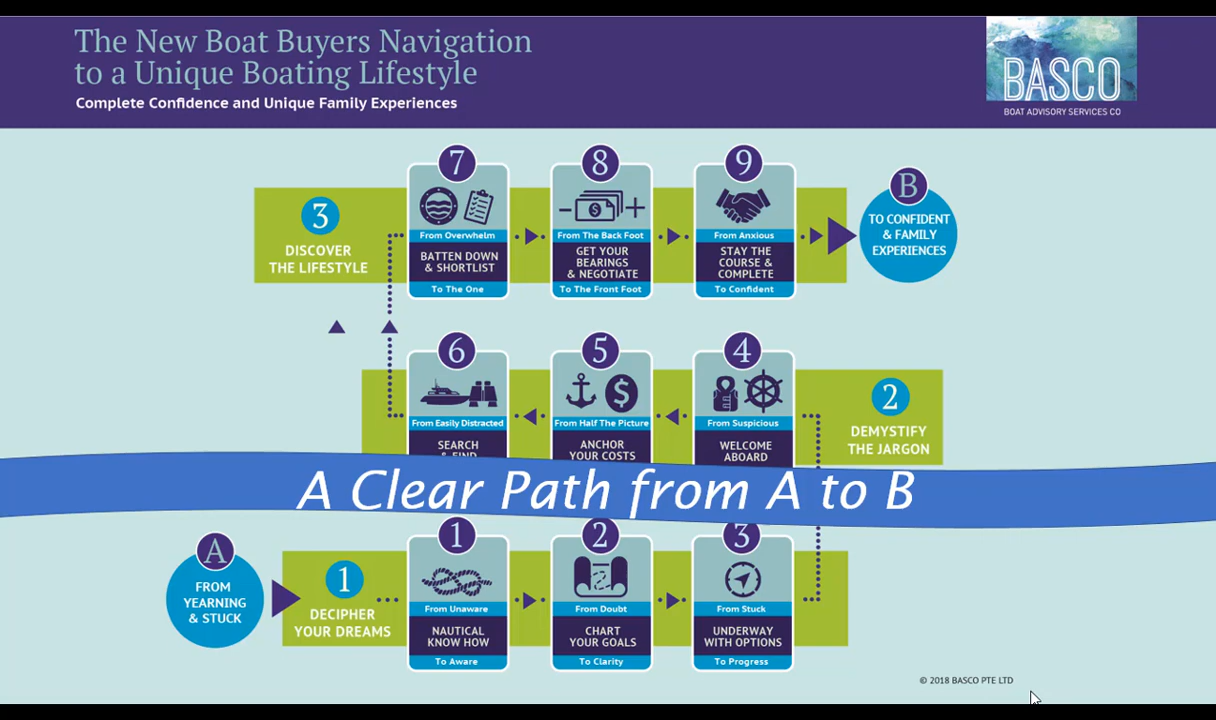 The New Boat Buyers Navigation
to a Unique Boating Lifestyle
Complete Confidence and Unique Family Experiences
BASCO
BOAT ADVISORY SERVICES CO
3
DISCOVER
THE LIFESTYLE
7
From Overwhelm
BATTEN DOWN
& SHORTLIST
To The One
8
From The Back Foot
GET YOUR
BEARINGS
& NEGOTIATE
To The Front Foot
9
From Anxious
STAY THE
COURSE &
COMPLETE
To Confident
B
TO CONFIDENT
& FAMILY
EXPERIENCES
6
From Easily Distracted
SEARCH
& FIND
5
From Half The Picture
ANCHOR
YOUR COSTS
4
From Suspicious
WELCOME
ABOARD
2
DEMYSTIFY
THE JARGON
A Clear Path from A to B
A
FROM
YEARNING
& STUCK
1
DECIPHER
YOUR DREAMS
1
From Unaware
NAUTICAL
KNOW HOW
To Aware
2
From Doubt
CHART
YOUR GOALS
To Clarity
3
From Stuck
UNDERWAY
WITH OPTIONS
To Progress
© 2018 BASCO PTE LTD